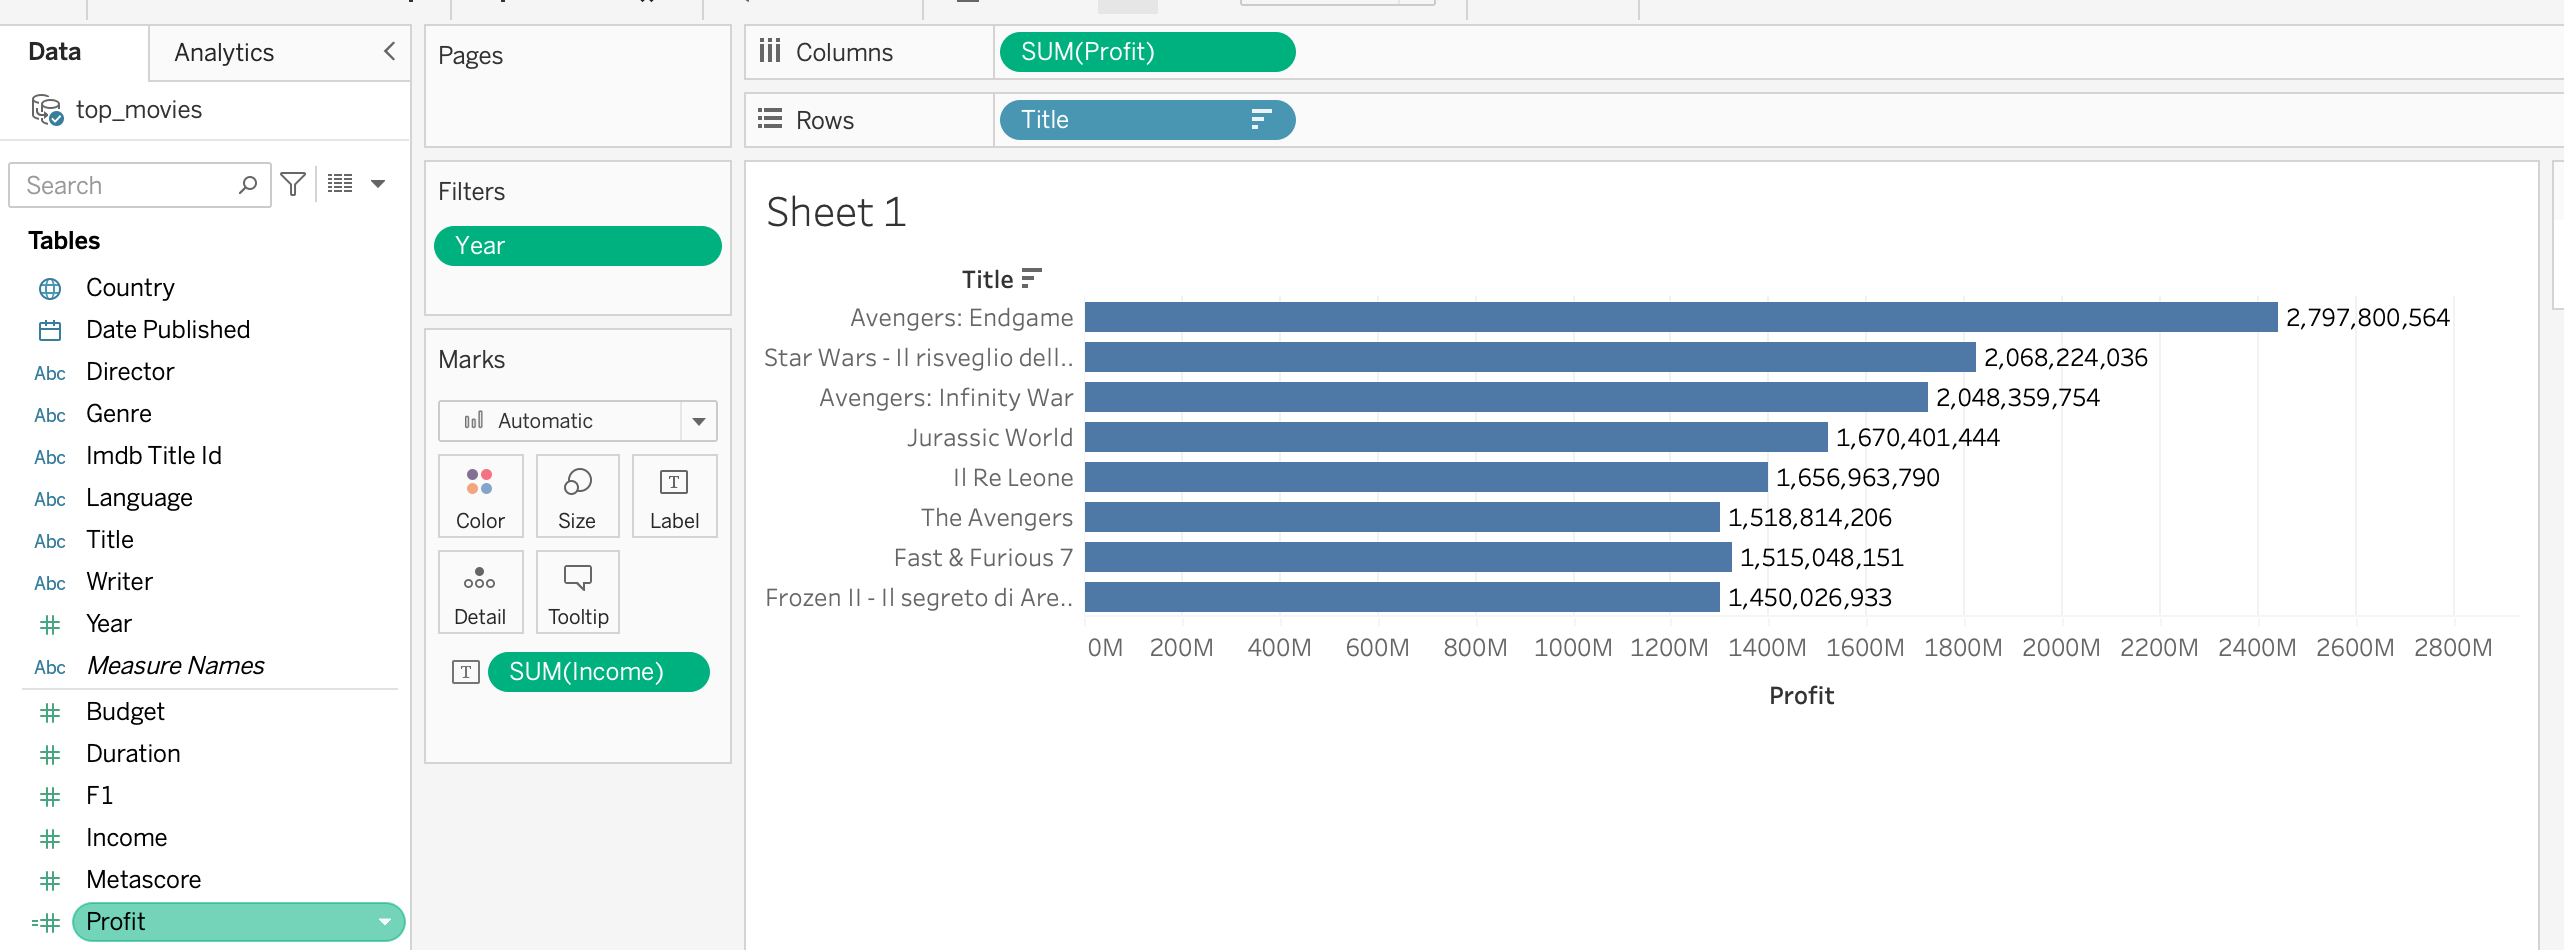 Data
Analytics
top_movies
Search
Tables
Country
Date Published
Abc Director
Abc Genre
Abc Imdb Title Id
Abc Language
Abc Title
Abc Writer
Year
Abc Measure Names
Budget
Duration
F1
Income
Metascore
Profit
Pages
Filters
Year
Marks
Automatic
Color Size T Label
Detail Tooltip
T SUM(Income)
Columns SUM(Profit)
Rows Title
Sheet 1
Title
Avengers: Endgame 2,797,800,564
Star Wars - Il risveglio dell.. 2,068,224,036
Avengers: Infinity War 2,048,359,754
Jurassic World 1,670,401,444
Il Re Leone 1,656,963,790
The Avengers 1,518,814,206
Fast & Furious 7 1,515,048,151
Frozen II - Il segreto di Are.. 1,450,026,933
0M 200M 400M 600M 800M 1000M 1200M 1400M 1600M 1800M 2000M 2200M 2400M 2600M 2800M
Profit